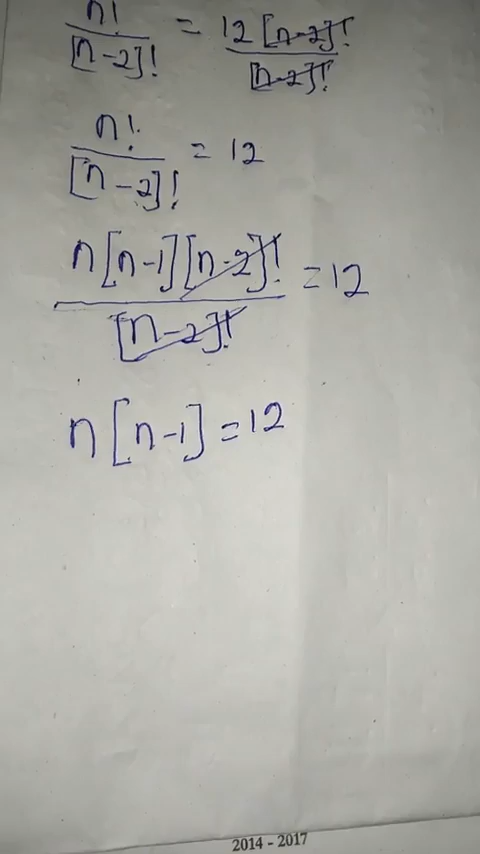 n!/[n-2]! = 12[n-2]!/[n-2]!
n!/[n-2]! = 12
n[n-1][n-2]!/[n-2]! = 12
n[n-1] = 12
2014 - 2017